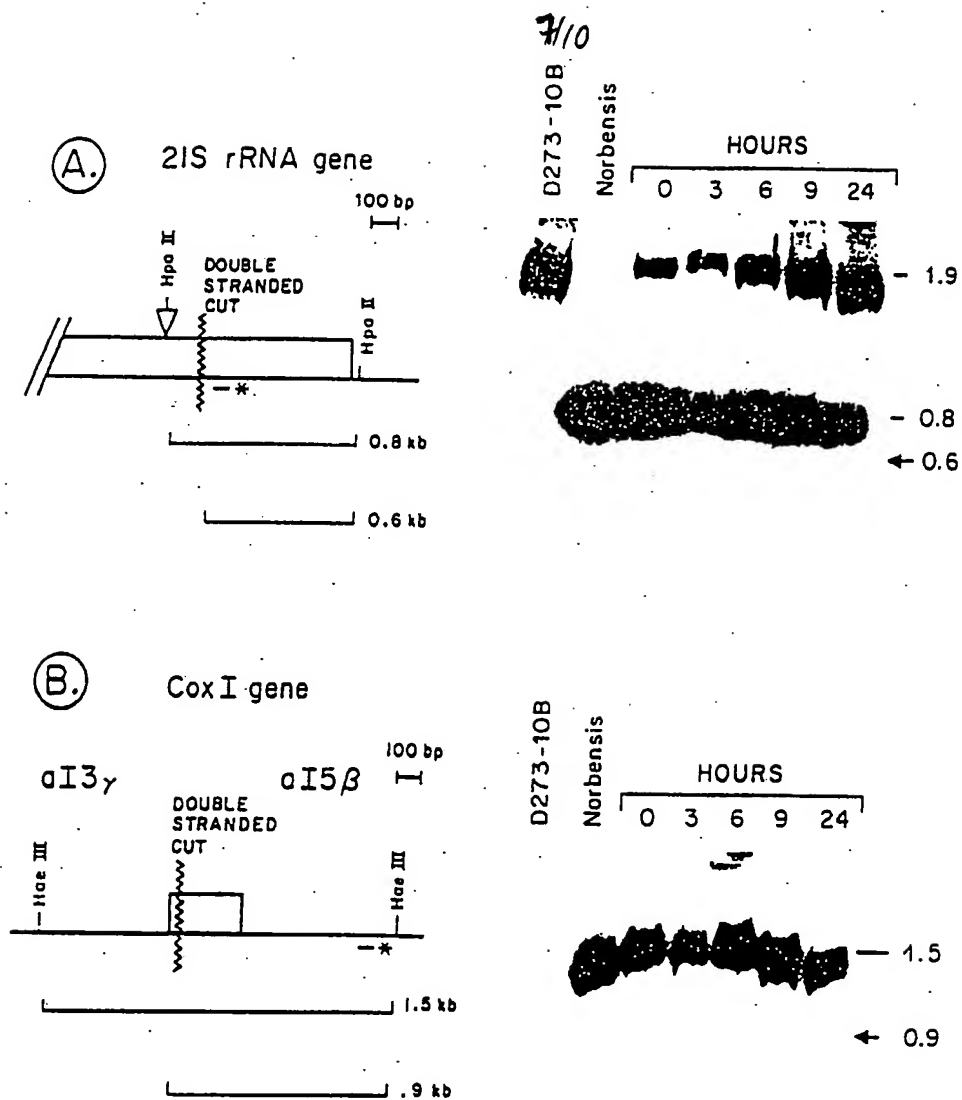 7/10
A.
21S rRNA gene
100 bp
Hpa II
DOUBLE
STRANDED
CUT
Hpa II
*
0.8 kb
0.6 kb
D273-10B
Norbensis
HOURS
0 3 6 9 24
1.9
0.8
0.6
B.
Cox I gene
100 bp
aI3γ
aI5β
DOUBLE
STRANDED
CUT
Hae III
Hae III
*
1.5 kb
.9 kb
D273-10B
Norbensis
HOURS
0 3 6 9 24
1.5
0.9